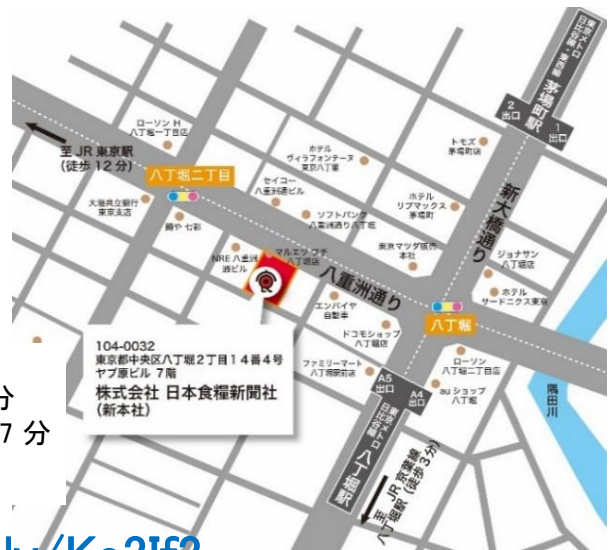 東京メトロ
日比谷線・東西線 茅場町駅
2
出口
1
出口
ローソン H
八丁堀一丁目店
至 JR 東京駅
(徒歩 12 分)
ホテル
ヴィラフォンテーヌ
東京八丁堀
トモズ
茅場町店
八丁堀二丁目
セイコー
八重洲通ビル
ホテル
リブマックス
茅場町
新大橋通り
大垣共立銀行
東京支店
麺や 七彩
ソフトバンク
八重洲通り八丁堀
東京マツダ販売
本社
ジョナサン
八丁堀店
NRE 八重洲
通ビル
マルエツ プチ
八丁堀店
八重洲通り
ホテル
サードニクス東京
エンパイヤ
自動車
八丁堀
ドコモショップ
八丁堀店
104-0032
東京都中央区八丁堀2丁目14番4号
ヤブ原ビル 7階
株式会社 日本食糧新聞社
(新本社)
ファミリーマート
八丁堀駅前店
ローソン
八丁堀二丁目店
A5
出口
A4
出口
au ショップ
八丁堀
隅田川
分
7 分
東京メトロ
日比谷線 八丁堀駅
至 JR 京葉線
八丁堀駅 (徒歩 3 分)